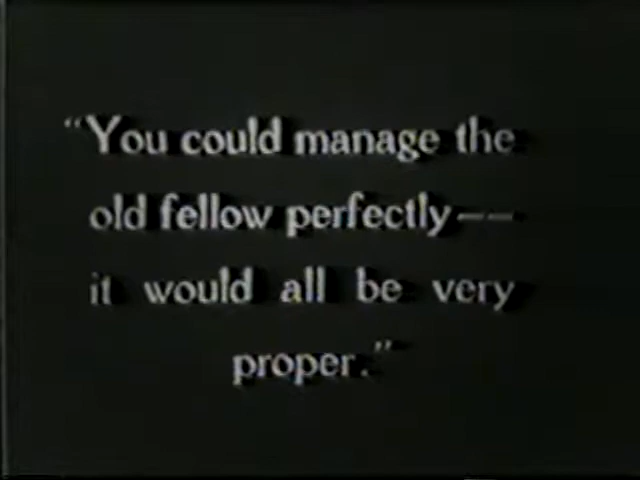 “You could manage the
old fellow perfectly——
it would all be very
proper.”